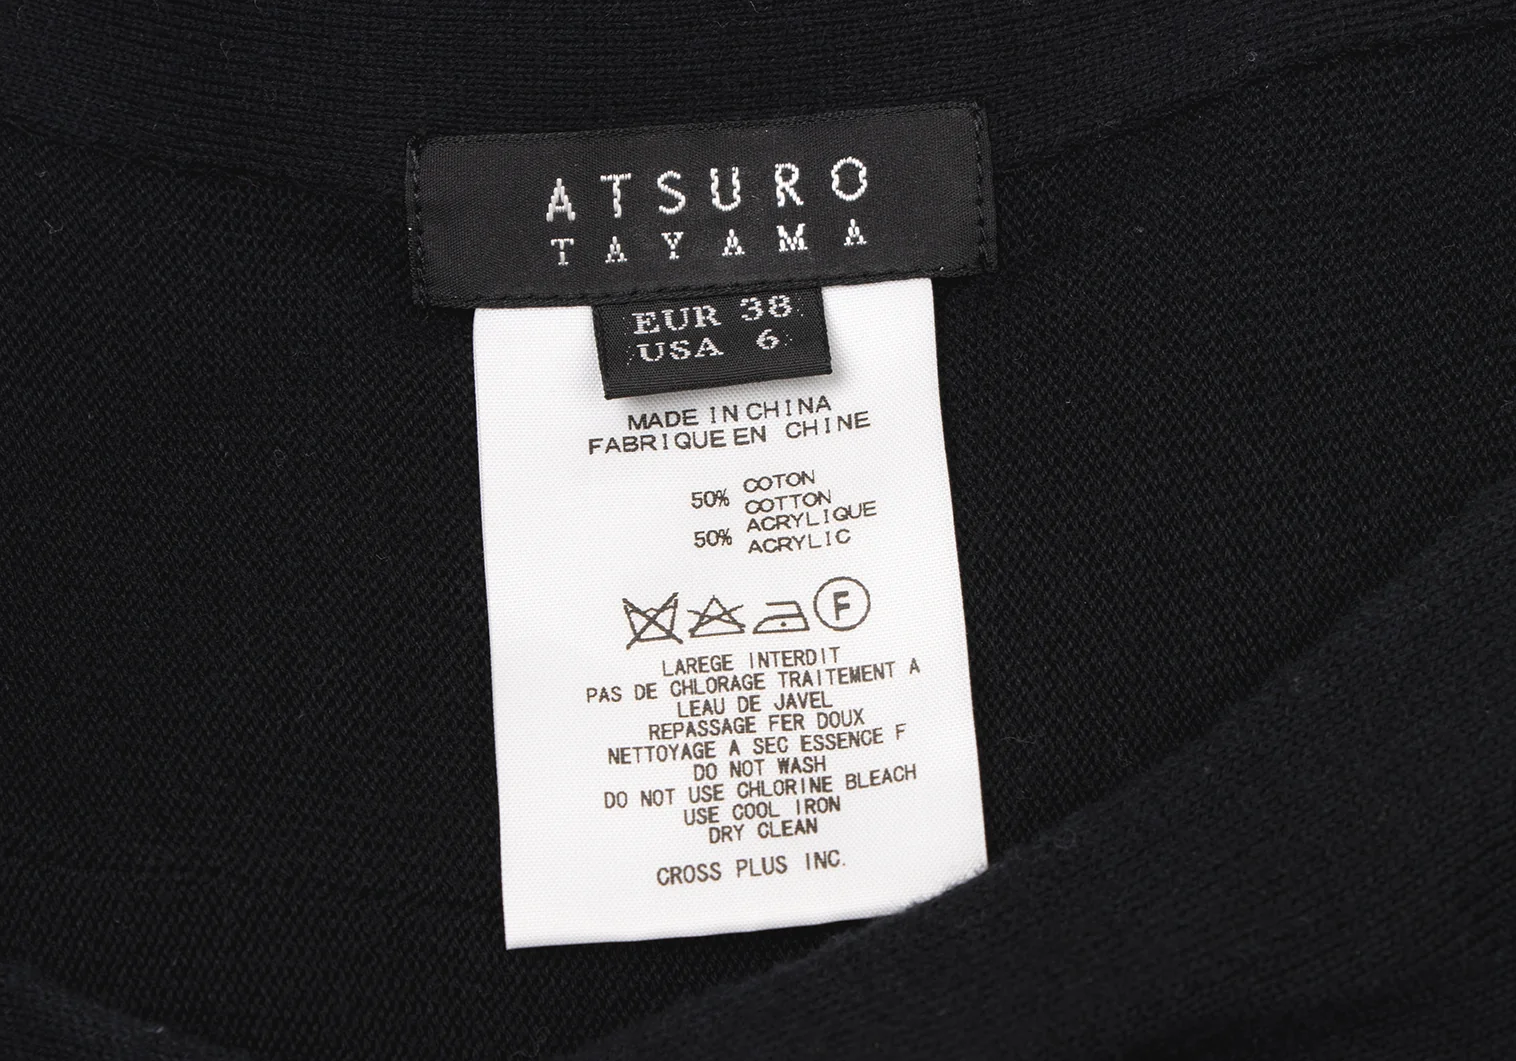 ATSURO
TAYAMA
EUR 38
USA 6
MADE IN CHINA
FABRIQUE EN CHINE
50% COTON
COTTON
50% ACRYLIQUE
ACRYLIC
F
LAREGE INTERDIT
PAS DE CHLORAGE TRAITEMENT A
LEAU DE JAVEL
REPASSAGE FER DOUX
NETTOYAGE A SEC ESSENCE F
DO NOT WASH
DO NOT USE CHLORINE BLEACH
USE COOL IRON
DRY CLEAN
CROSS PLUS INC.